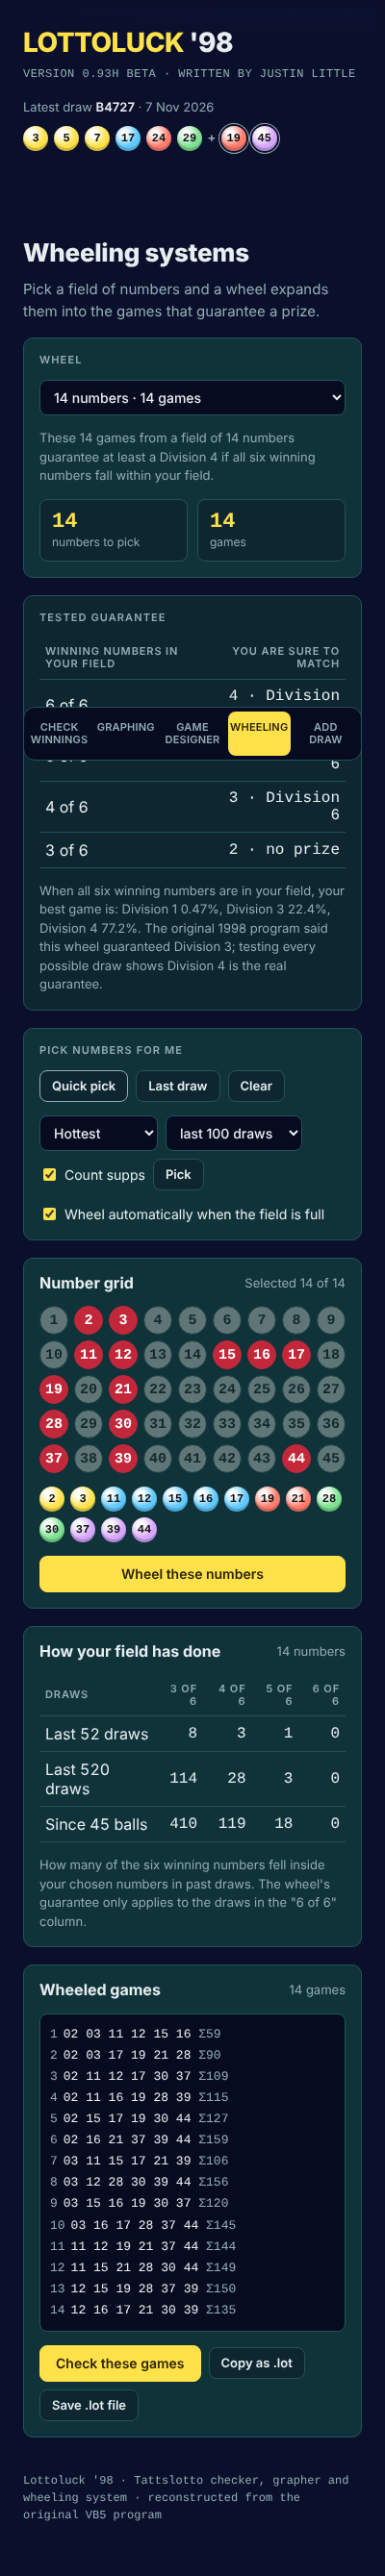 LOTTOLUCK '98
VERSION 0.93H BETA · WRITTEN BY JUSTIN LITTLE
Latest draw B4727 · 7 Nov 2026
3 5 7 17 24 29 + 19 45
Wheeling systems
Pick a field of numbers and a wheel expands
them into the games that guarantee a prize.
WHEEL
14 numbers · 14 games
These 14 games from a field of 14 numbers
guarantee at least a Division 4 if all six winning
numbers fall within your field.
14 14
numbers to pick games
TESTED GUARANTEE
WINNING NUMBERS IN YOU ARE SURE TO
YOUR FIELD MATCH
6 of 6 4 · Division
CHECK GRAPHING GAME WHEELING ADD
WINNINGS DESIGNER DRAW
6
4 of 6 3 · Division
6
3 of 6 2 · no prize
When all six winning numbers are in your field, your
best game is: Division 1 0.47%, Division 3 22.4%,
Division 4 77.2%. The original 1998 program said
this wheel guaranteed Division 3; testing every
possible draw shows Division 4 is the real
guarantee.
PICK NUMBERS FOR ME
Quick pick Last draw Clear
Hottest last 100 draws
Count supps Pick
Wheel automatically when the field is full
Number grid Selected 14 of 14
1 2 3 4 5 6 7 8 9
10 11 12 13 14 15 16 17 18
19 20 21 22 23 24 25 26 27
28 29 30 31 32 33 34 35 36
37 38 39 40 41 42 43 44 45
2 3 11 12 15 16 17 19 21 28
30 37 39 44
Wheel these numbers
How your field has done 14 numbers
DRAWS 3 OF 6 4 OF 6 5 OF 6 6 OF 6
Last 52 draws 8 3 1 0
Last 520 draws 114 28 3 0
Since 45 balls 410 119 18 0
How many of the six winning numbers fell inside
your chosen numbers in past draws. The wheel's
guarantee only applies to the draws in the "6 of 6"
column.
Wheeled games 14 games
1 02 03 11 12 15 16 Σ59
2 02 03 17 19 21 28 Σ90
3 02 11 12 17 30 37 Σ109
4 02 11 16 19 28 39 Σ115
5 02 15 17 19 30 44 Σ127
6 02 16 21 37 39 44 Σ159
7 03 11 15 17 21 39 Σ106
8 03 12 28 30 39 44 Σ156
9 03 15 16 19 30 37 Σ120
10 03 16 17 28 37 44 Σ145
11 11 12 19 21 37 44 Σ144
12 11 15 21 28 30 44 Σ149
13 12 15 19 28 37 39 Σ150
14 12 16 17 21 30 39 Σ135
Check these games Copy as .lot
Save .lot file
Lottoluck '98 · Tattslotto checker, grapher and
wheeling system · reconstructed from the
original VB5 program